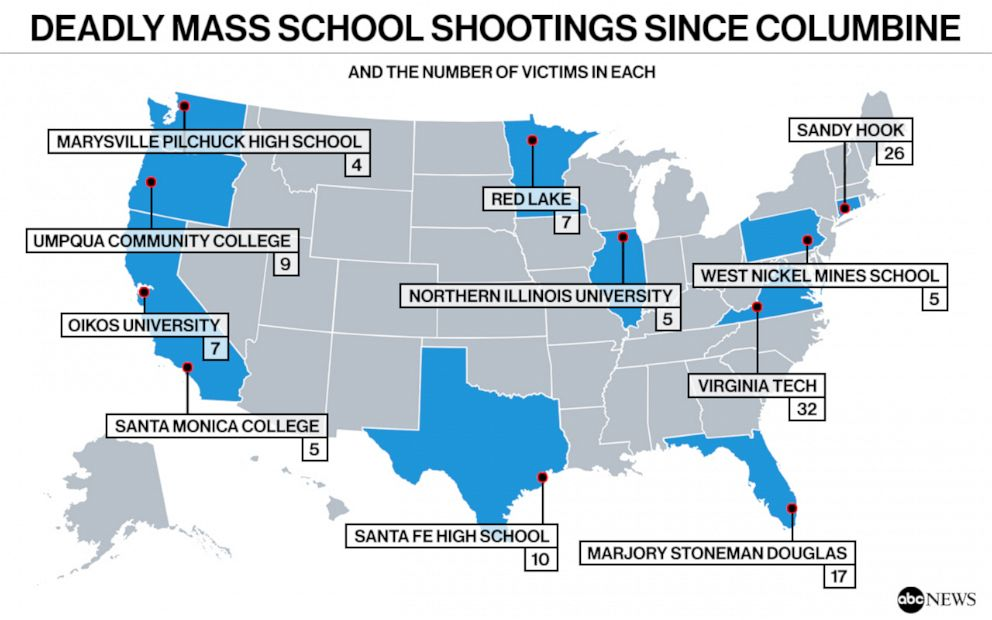 DEADLY MASS SCHOOL SHOOTINGS SINCE COLUMBINE
AND THE NUMBER OF VICTIMS IN EACH
SANDY HOOK
26
MARYSVILLE PILCHUCK HIGH SCHOOL
4
RED LAKE
7
UMPQUA COMMUNITY COLLEGE
9
WEST NICKEL MINES SCHOOL
5
NORTHERN ILLINOIS UNIVERSITY
5
OIKOS UNIVERSITY
7
VIRGINIA TECH
32
SANTA MONICA COLLEGE
5
SANTA FE HIGH SCHOOL
10
MARJORY STONEMAN DOUGLAS
17
abc NEWS